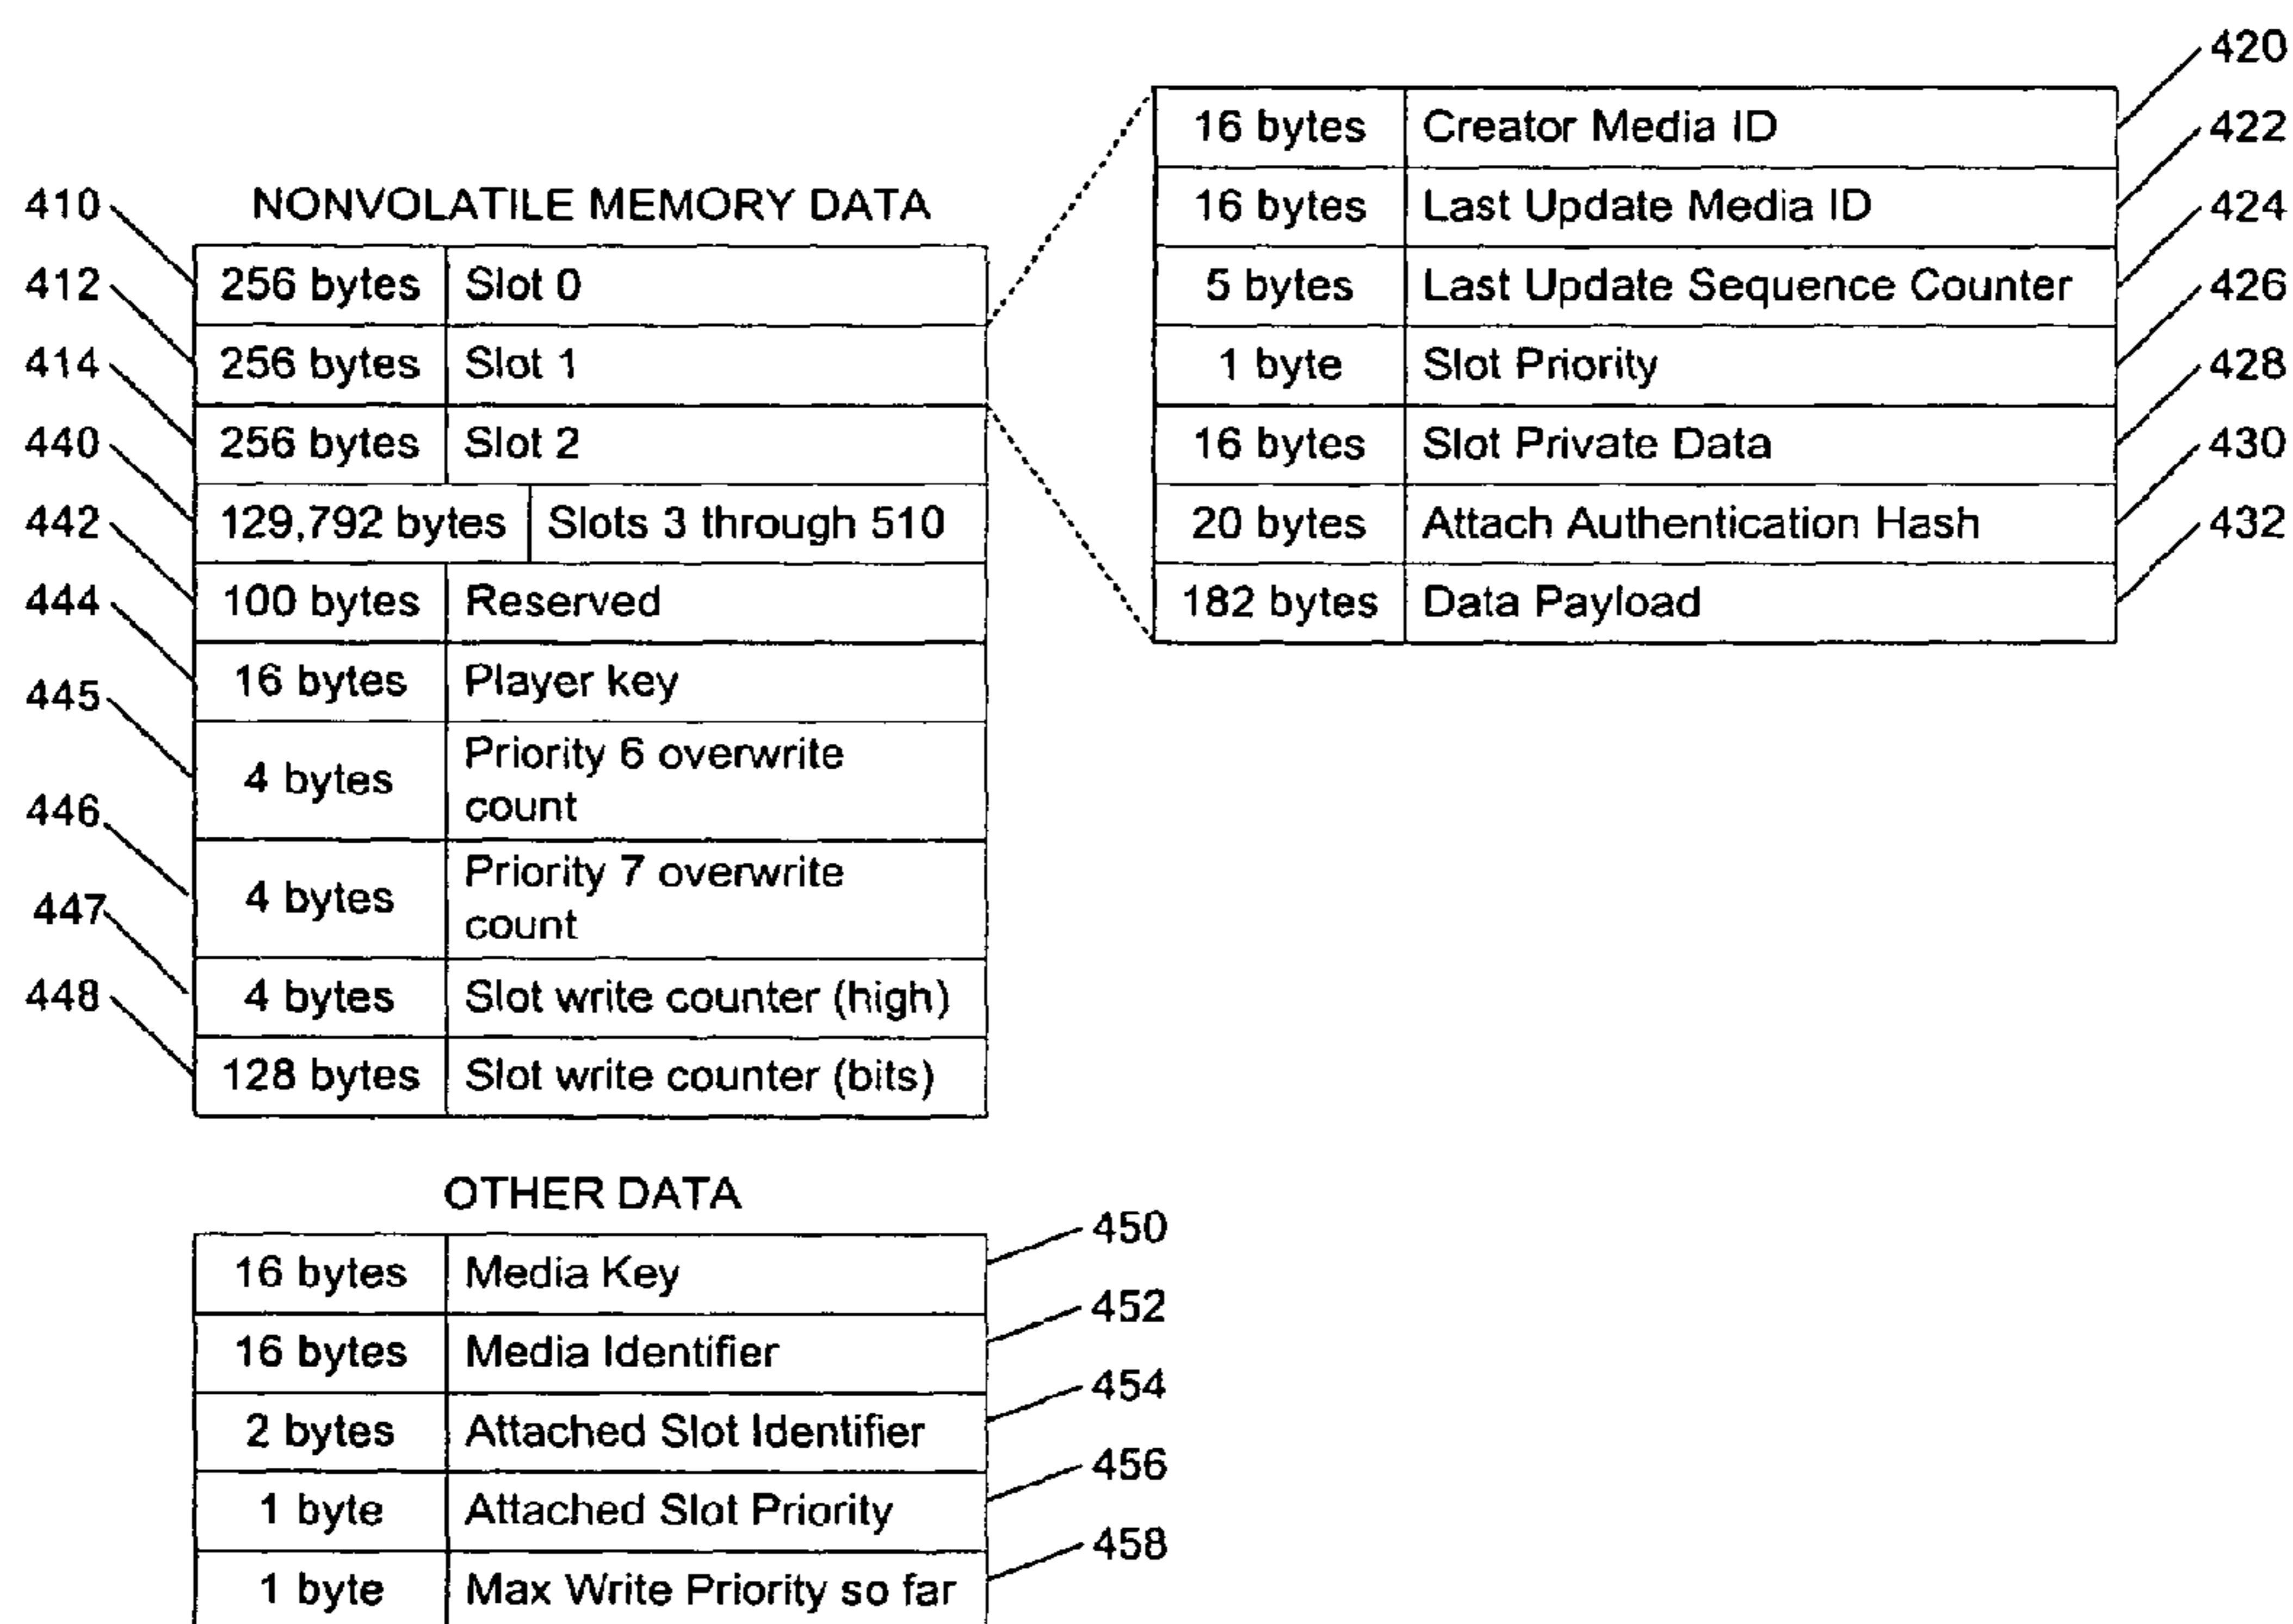 NONVOLATILE MEMORY DATA
410
256 bytes Slot 0
412
256 bytes Slot 1
414
256 bytes Slot 2
440
129,792 bytes Slots 3 through 510
442
100 bytes Reserved
444
16 bytes Player key
445
4 bytes Priority 6 overwrite
count
446
4 bytes Priority 7 overwrite
count
447
4 bytes Slot write counter (high)
448
128 bytes Slot write counter (bits)
420
16 bytes Creator Media ID
422
16 bytes Last Update Media ID
424
5 bytes Last Update Sequence Counter
426
1 byte Slot Priority
428
16 bytes Slot Private Data
430
20 bytes Attach Authentication Hash
432
182 bytes Data Payload
OTHER DATA
450
16 bytes Media Key
452
16 bytes Media Identifier
454
2 bytes Attached Slot Identifier
456
1 byte Attached Slot Priority
458
1 byte Max Write Priority so far